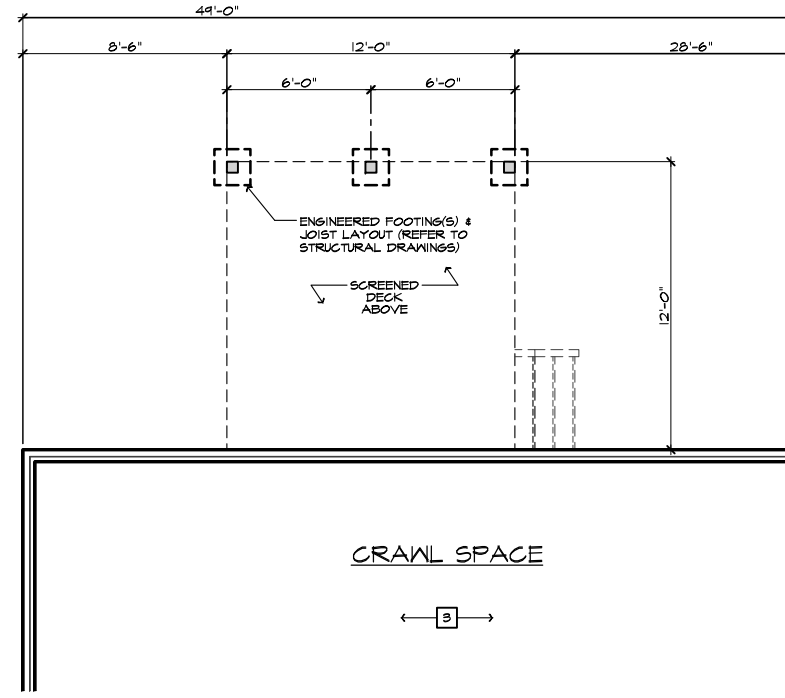 49'-0"
8'-6"
12'-0"
28'-6"
6'-0"
6'-0"
ENGINEERED FOOTING(S) &
JOIST LAYOUT (REFER TO
STRUCTURAL DRAWINGS)
SCREENED
DECK
ABOVE
12'-0"
CRAWL SPACE
3